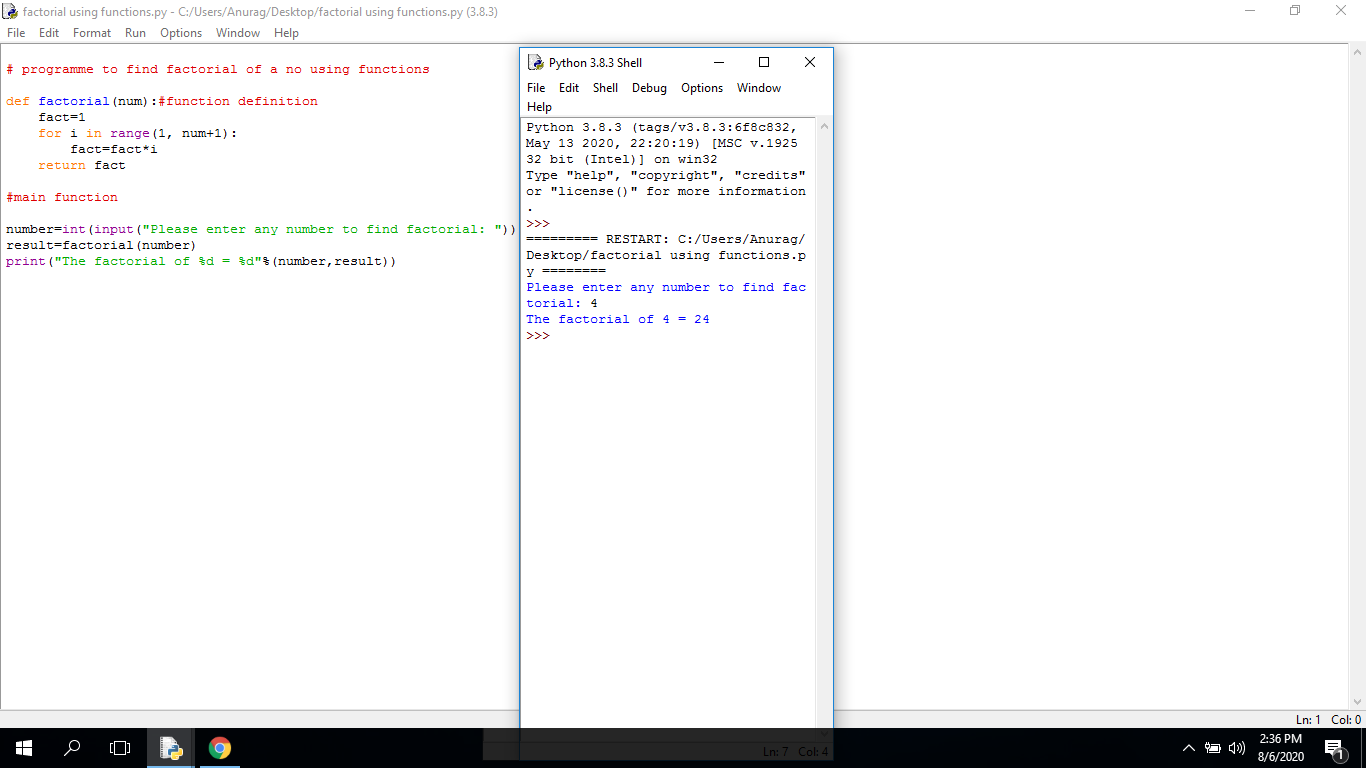 factorial using functions.py - C:/Users/Anurag/Desktop/factorial using functions.py (3.8.3)
File Edit Format Run Options Window Help
# programme to find factorial of a no using functions
def factorial(num):#function definition
    fact=1
    for i in range(1, num+1):
        fact=fact*i
    return fact
#main function
number=int(input("Please enter any number to find factorial: "))
result=factorial(number)
print("The factorial of %d = %d"%(number,result))
Python 3.8.3 Shell
File Edit Shell Debug Options Window
Help
Python 3.8.3 (tags/v3.8.3:6f8c832,
May 13 2020, 22:20:19) [MSC v.1925
32 bit (Intel)] on win32
Type "help", "copyright", "credits"
or "license()" for more information
.
>>>
========= RESTART: C:/Users/Anurag/
Desktop/factorial using functions.p
y ========
Please enter any number to find fac
torial: 4
The factorial of 4 = 24
>>>
Ln: 1 Col: 0
Ln: 7 Col: 4
2:36 PM
8/6/2020
1